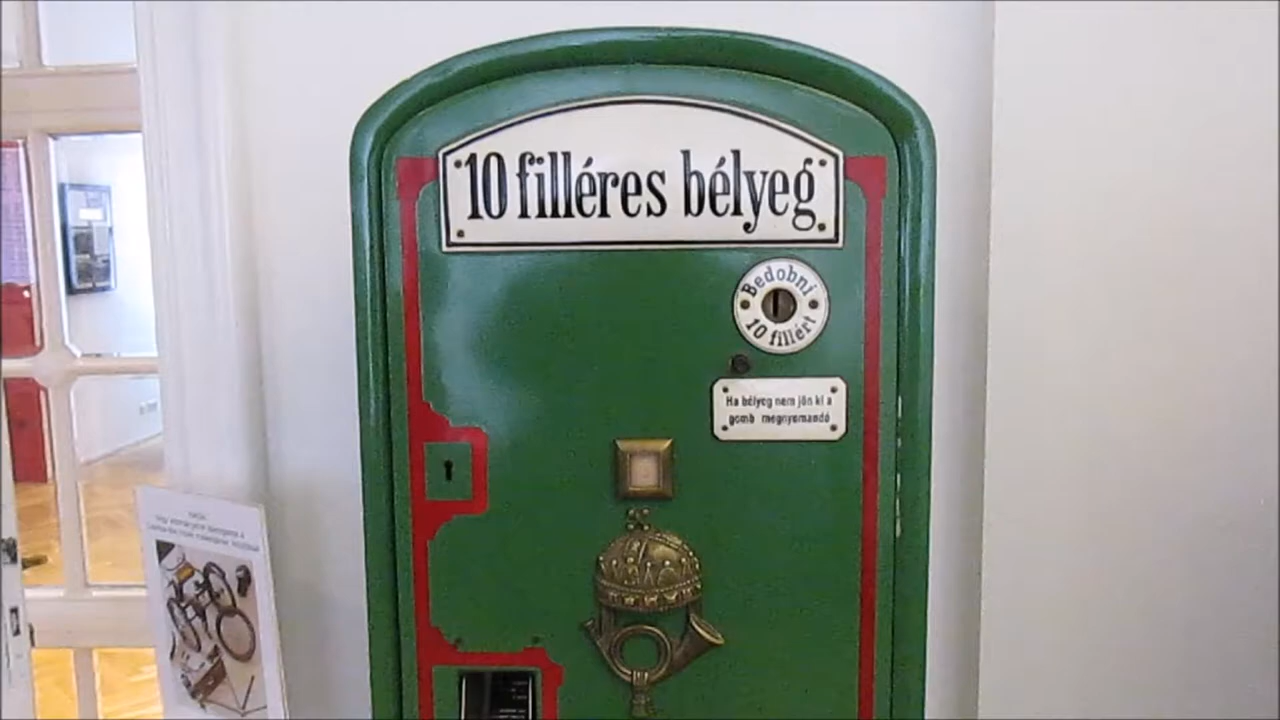 10 filléres bélyeg
Bedobni
10 fillért
Ha bélyeg nem jön ki a
gomb megnyomandó